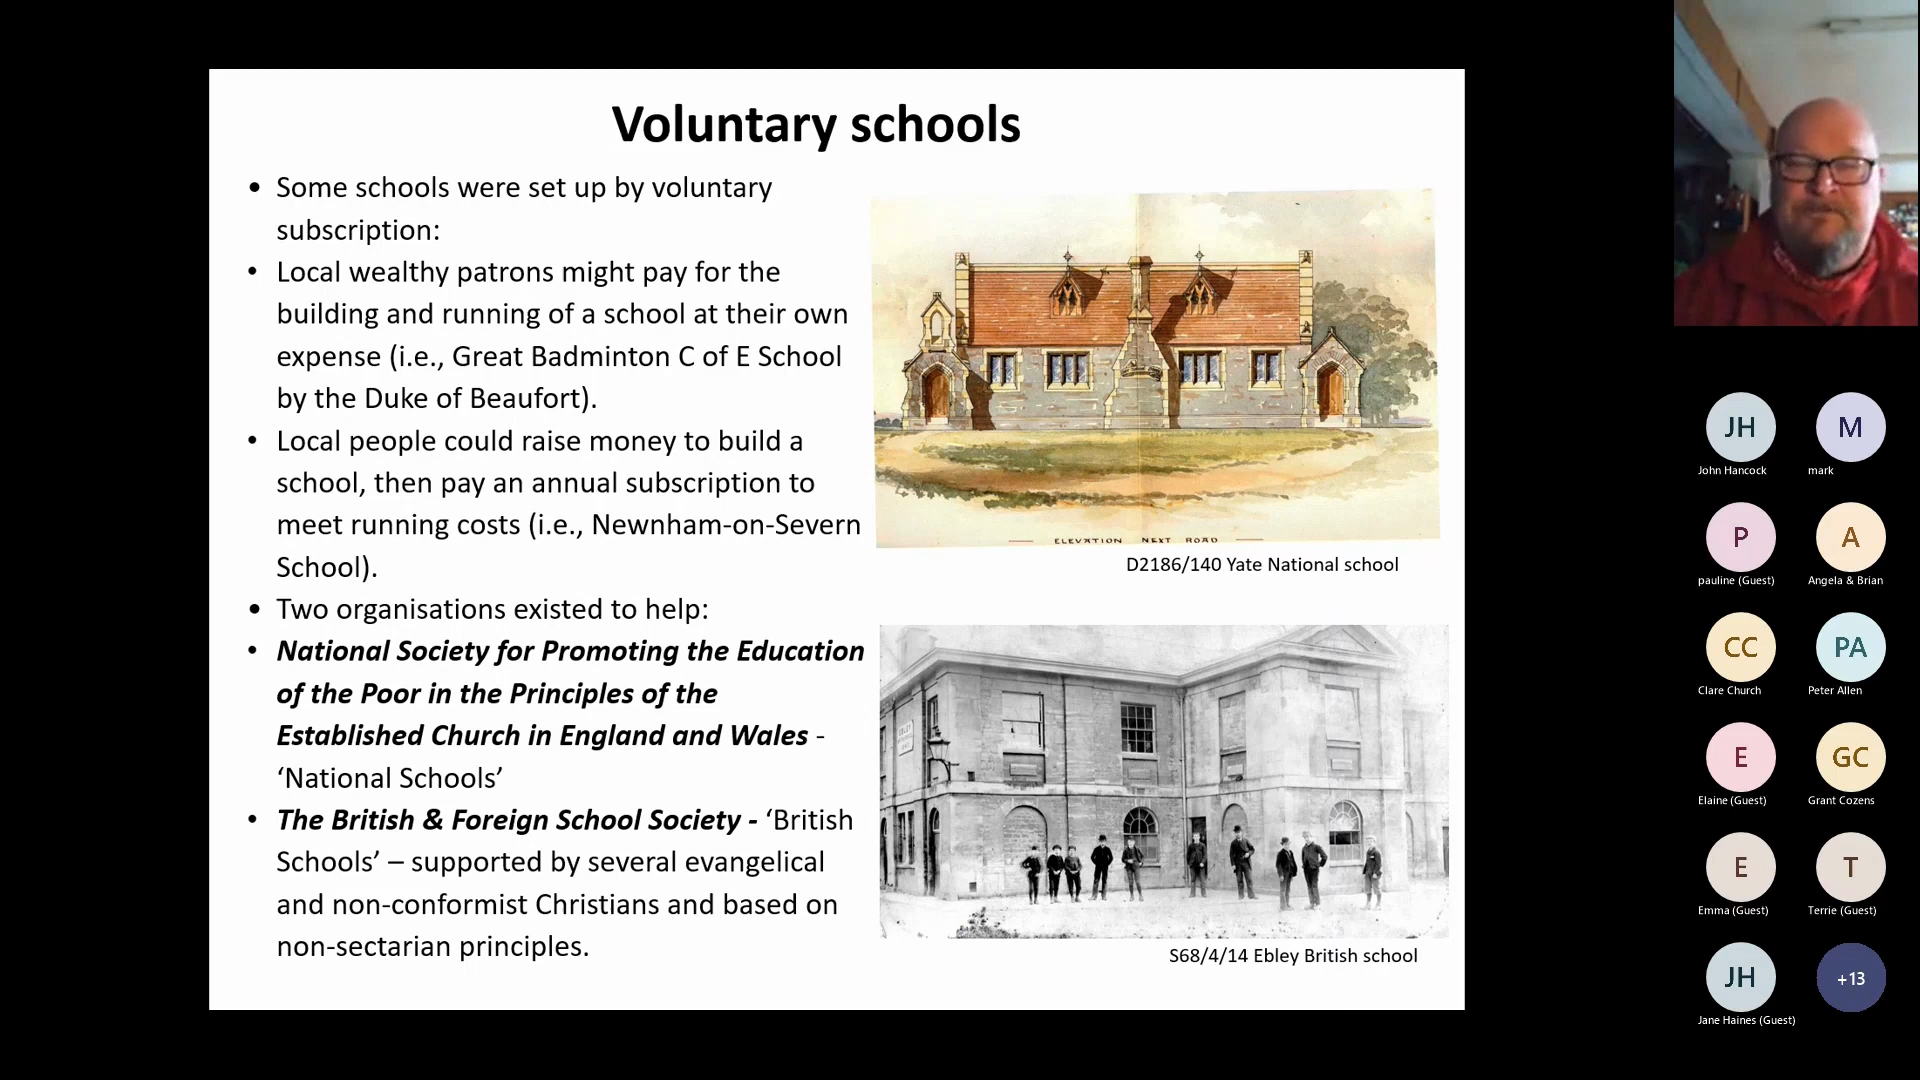 Voluntary schools
• Some schools were set up by voluntary
subscription:
• Local wealthy patrons might pay for the
building and running of a school at their own
expense (i.e., Great Badminton C of E School
by the Duke of Beaufort).
• Local people could raise money to build a
school, then pay an annual subscription to
meet running costs (i.e., Newnham-on-Severn
School).
• Two organisations existed to help:
• National Society for Promoting the Education
of the Poor in the Principles of the
Established Church in England and Wales -
‘National Schools’
• The British & Foreign School Society - ‘British
Schools’ – supported by several evangelical
and non-conformist Christians and based on
non-sectarian principles.
ELEVATION NEXT ROAD
D2186/140 Yate National school
EBLEY
S68/4/14 Ebley British school
JH
John Hancock
M
mark
P
pauline (Guest)
A
Angela & Brian
CC
Clare Church
PA
Peter Allen
E
Elaine (Guest)
GC
Grant Cozens
E
Emma (Guest)
T
Terrie (Guest)
JH
Jane Haines (Guest)
+13